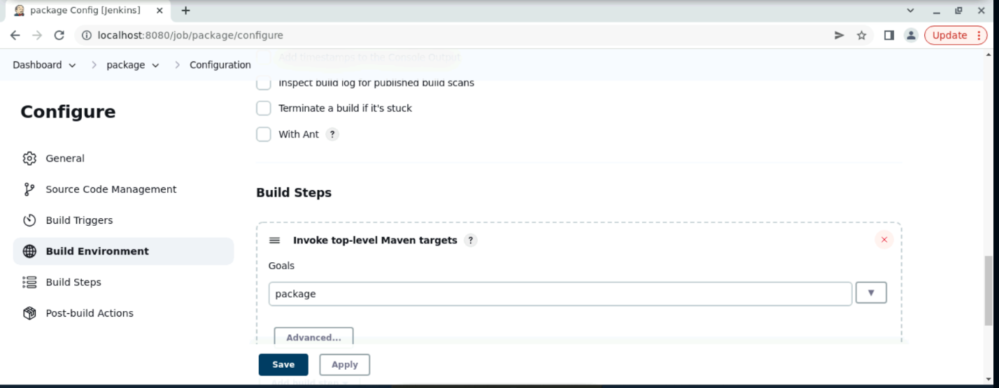 package Config [Jenkins]
localhost:8080/job/package/configure
Update
Dashboard
package
Configuration
Add timestamps to the Console Output
Inspect build log for published build scans
Configure
Terminate a build if it's stuck
With Ant ?
General
Source Code Management
Build Steps
Build Triggers
Invoke top-level Maven targets ?
Build Environment
Goals
Build Steps
package
Post-build Actions
Advanced...
Save
Apply
Add build step